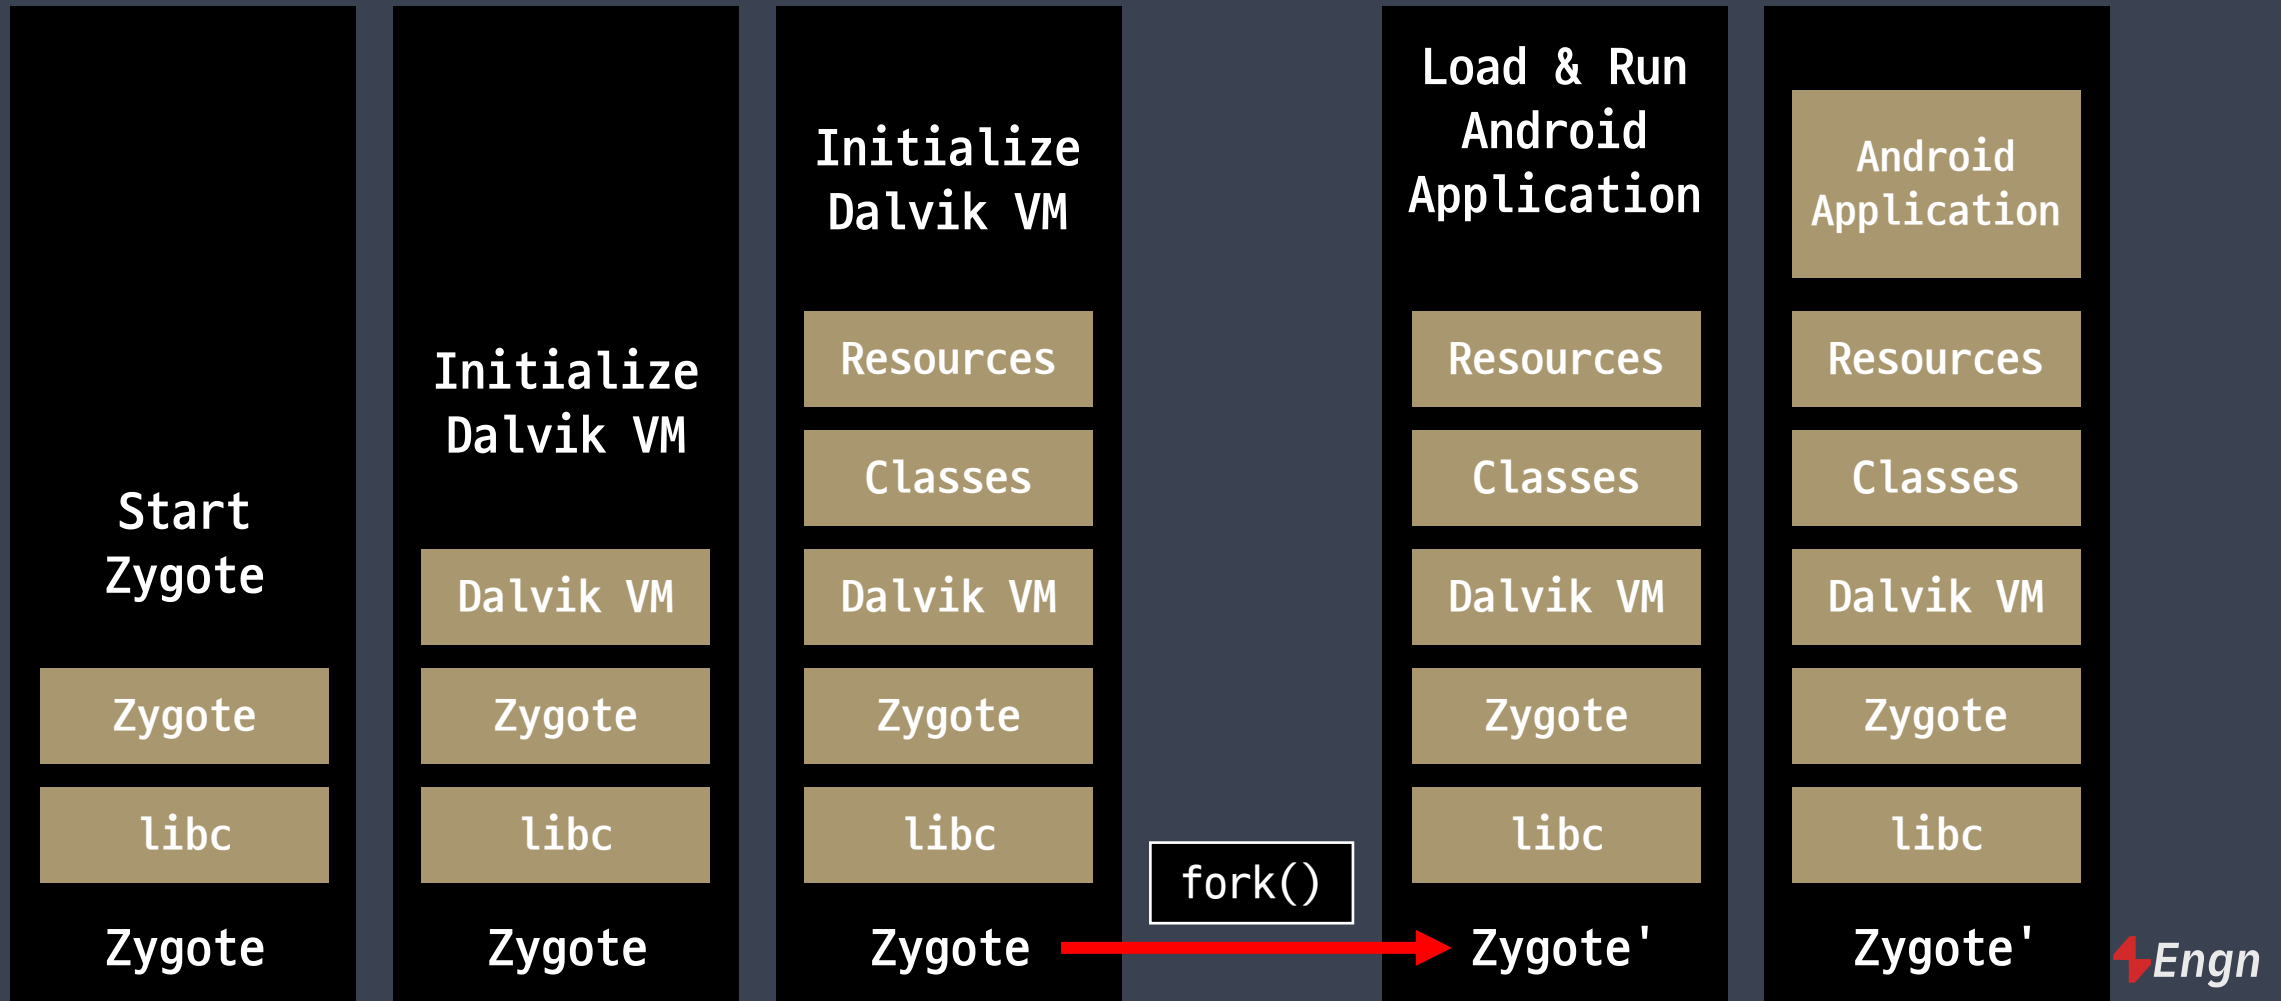 Start
Zygote
Zygote
libc
Zygote
Initialize
Dalvik VM
Dalvik VM
Zygote
libc
Zygote
Initialize
Dalvik VM
Resources
Classes
Dalvik VM
Zygote
libc
Zygote
fork()
Load & Run
Android
Application
Resources
Classes
Dalvik VM
Zygote
libc
Zygote'
Android
Application
Resources
Classes
Dalvik VM
Zygote
libc
Zygote'
Engn